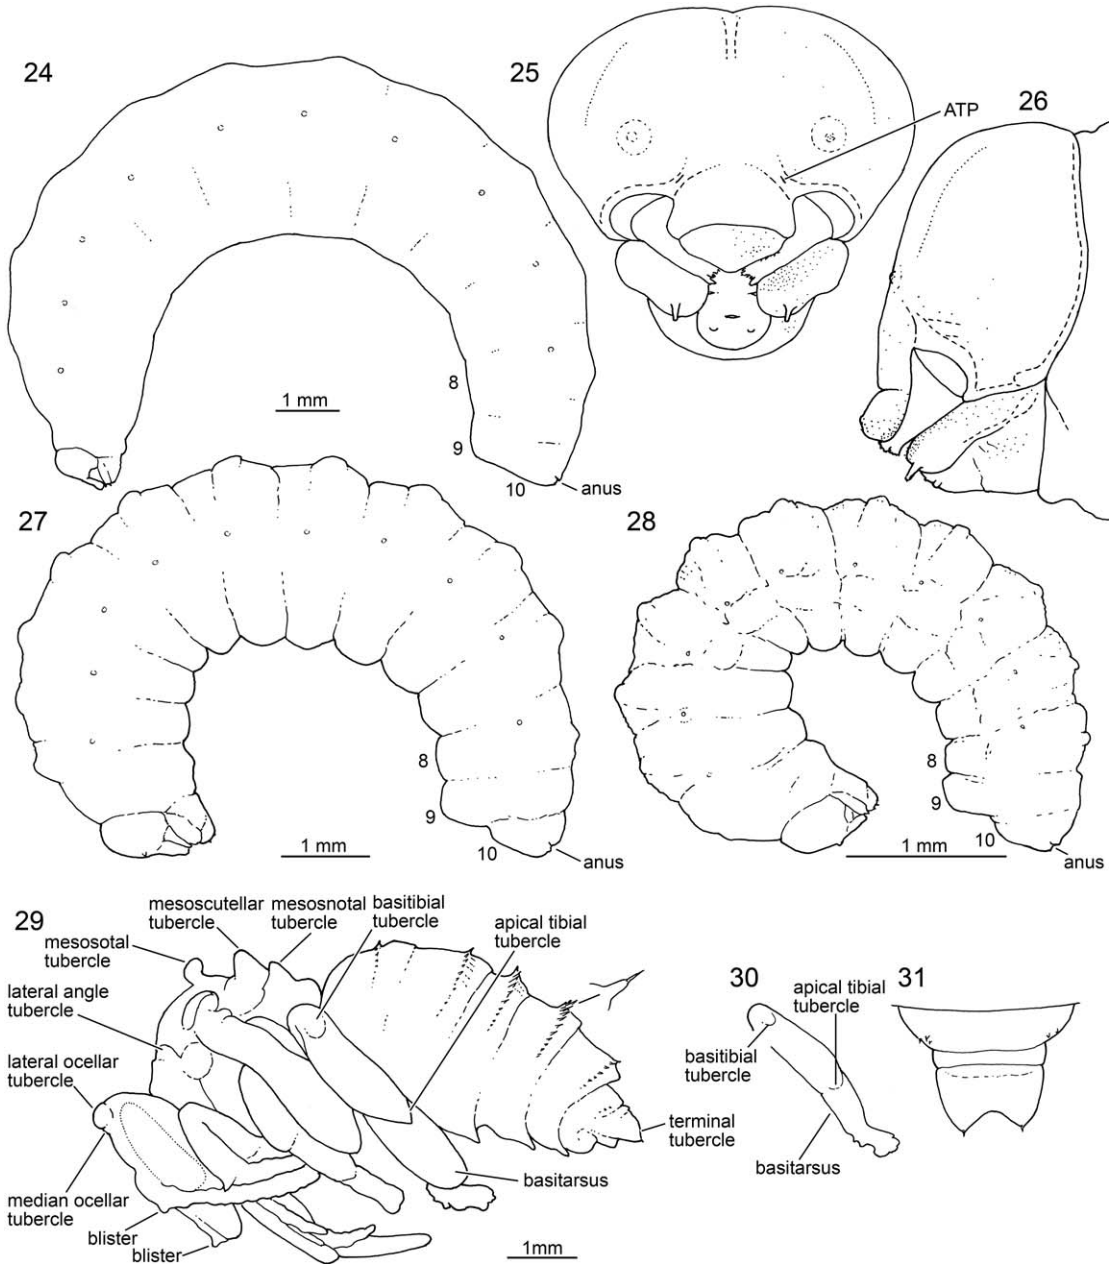 24
25
ATP
26
8
1 mm
9
10
anus
27
28
8
9
1 mm
10
anus
8
9
1 mm
10
anus
29
mesoscutellar
tubercle
mesosnotal
tubercle
basitibial
tubercle
mesosotal
tubercle
apical tibial
tubercle
lateral angle
tubercle
lateral ocellar
tubercle
median ocellar
tubercle
blister
blister
terminal
tubercle
basitarsus
1mm
30
apical tibial
tubercle
basitibial
tubercle
basitarsus
31